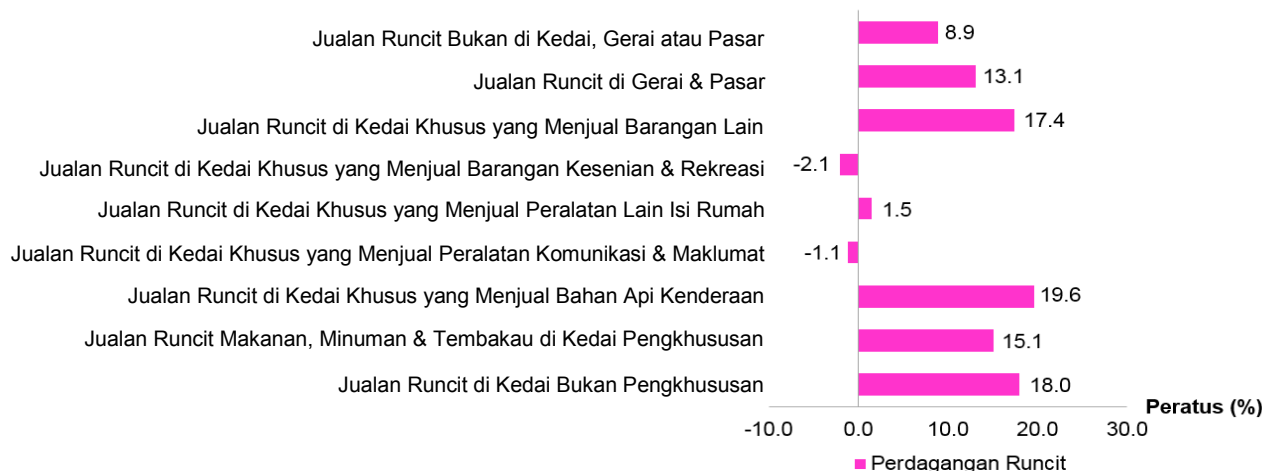 Jualan Runcit Bukan di Kedai, Gerai atau Pasar 8.9
Jualan Runcit di Gerai & Pasar 13.1
Jualan Runcit di Kedai Khusus yang Menjual Barangan Lain 17.4
Jualan Runcit di Kedai Khusus yang Menjual Barangan Kesenian & Rekreasi -2.1
Jualan Runcit di Kedai Khusus yang Menjual Peralatan Lain Isi Rumah 1.5
Jualan Runcit di Kedai Khusus yang Menjual Peralatan Komunikasi & Maklumat -1.1
Jualan Runcit di Kedai Khusus yang Menjual Bahan Api Kenderaan 19.6
Jualan Runcit Makanan, Minuman & Tembakau di Kedai Pengkhususan 15.1
Jualan Runcit di Kedai Bukan Pengkhususan 18.0
Peratus (%)
-10.0 0.0 10.0 20.0 30.0
Perdagangan Runcit